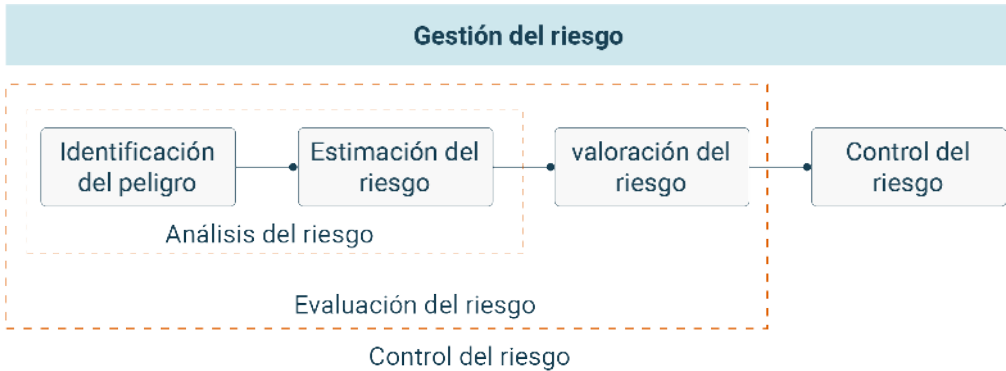 Gestión del riesgo
Identificación
del peligro
Estimación del
riesgo
valoración del
riesgo
Control del
riesgo
Análisis del riesgo
Evaluación del riesgo
Control del riesgo